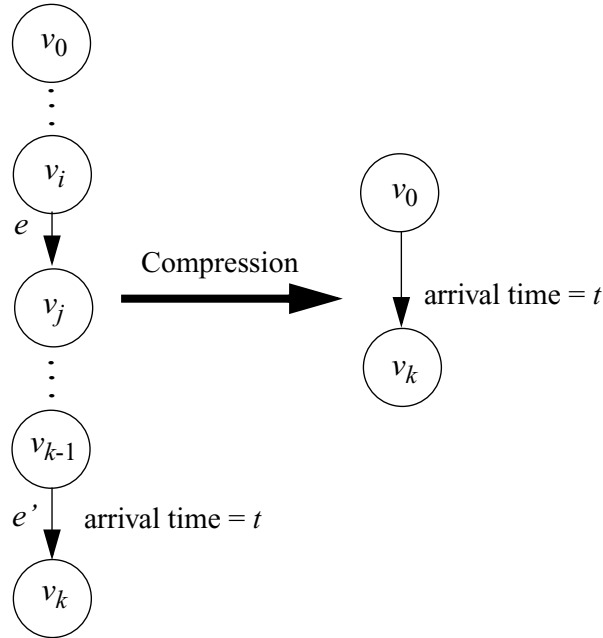 v0
vi
e
vj
vk-1
e’
arrival time = t
vk
Compression
v0
arrival time = t
vk